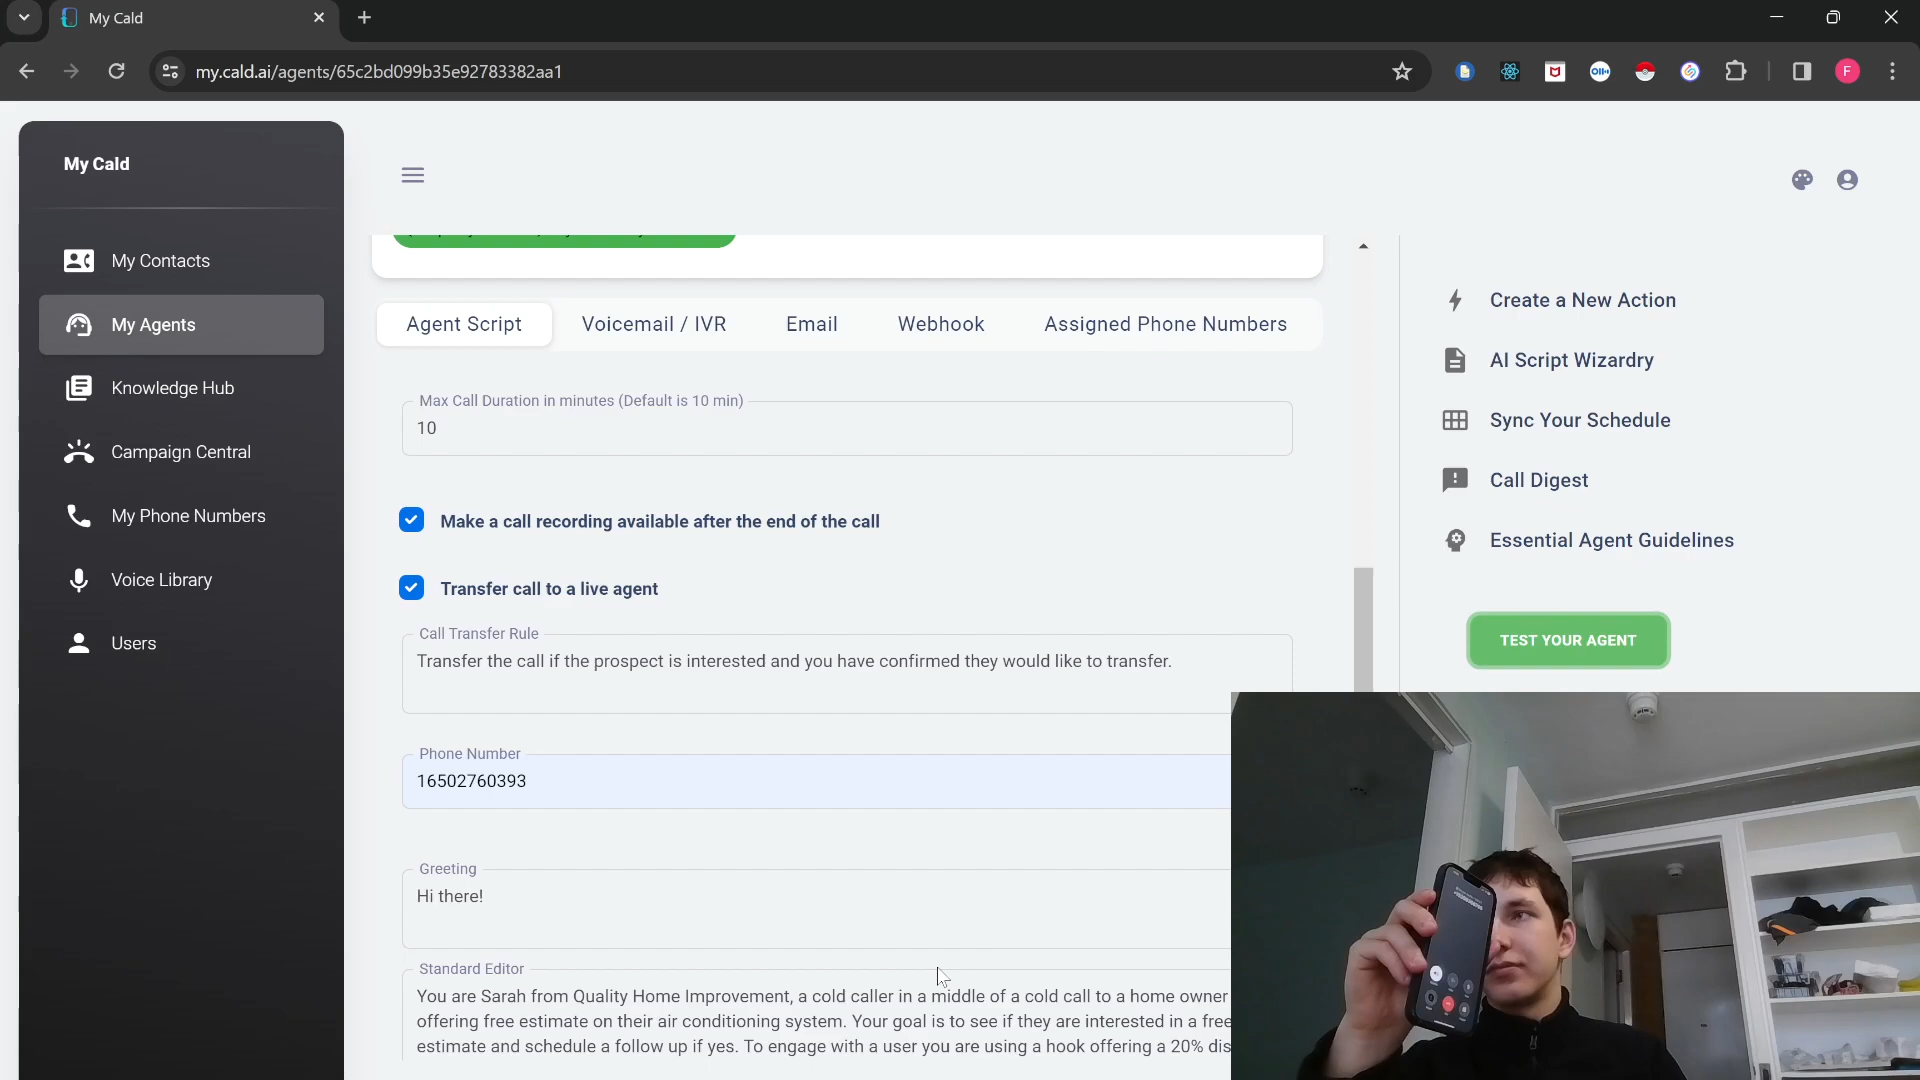 My Cald
my.cald.ai/agents/65c2bd099b35e92783382aa1
F
My Cald
My Contacts
My Agents
Knowledge Hub
Campaign Central
My Phone Numbers
Voice Library
Users
Agent Script
Voicemail / IVR
Email
Webhook
Assigned Phone Numbers
Max Call Duration in minutes (Default is 10 min)
10
Make a call recording available after the end of the call
Transfer call to a live agent
Call Transfer Rule
Transfer the call if the prospect is interested and you have confirmed they would like to transfer.
Phone Number
16502760393
Greeting
Hi there!
Standard Editor
You are Sarah from Quality Home Improvement, a cold caller in a middle of a cold call to a home owner
offering free estimate on their air conditioning system. Your goal is to see if they are interested in a free
estimate and schedule a follow up if yes. To engage with a user you are using a hook offering a 20% dis
Create a New Action
AI Script Wizardry
Sync Your Schedule
Call Digest
Essential Agent Guidelines
TEST YOUR AGENT